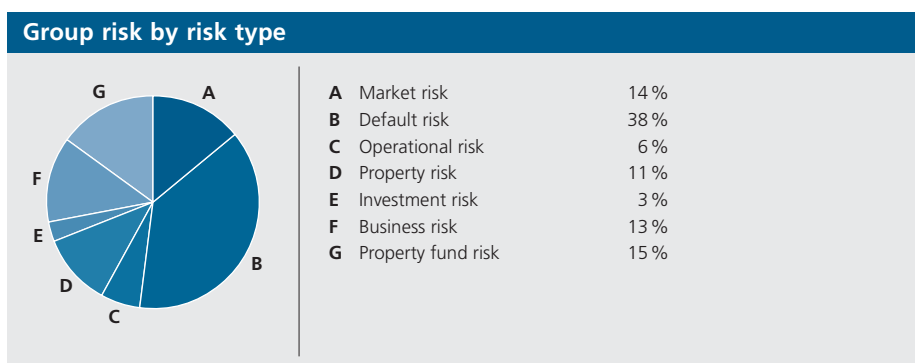 Group risk by risk type
G
A
F
E
D
C
B
A Market risk 14 %
B Default risk 38 %
C Operational risk 6 %
D Property risk 11 %
E Investment risk 3 %
F Business risk 13 %
G Property fund risk 15 %